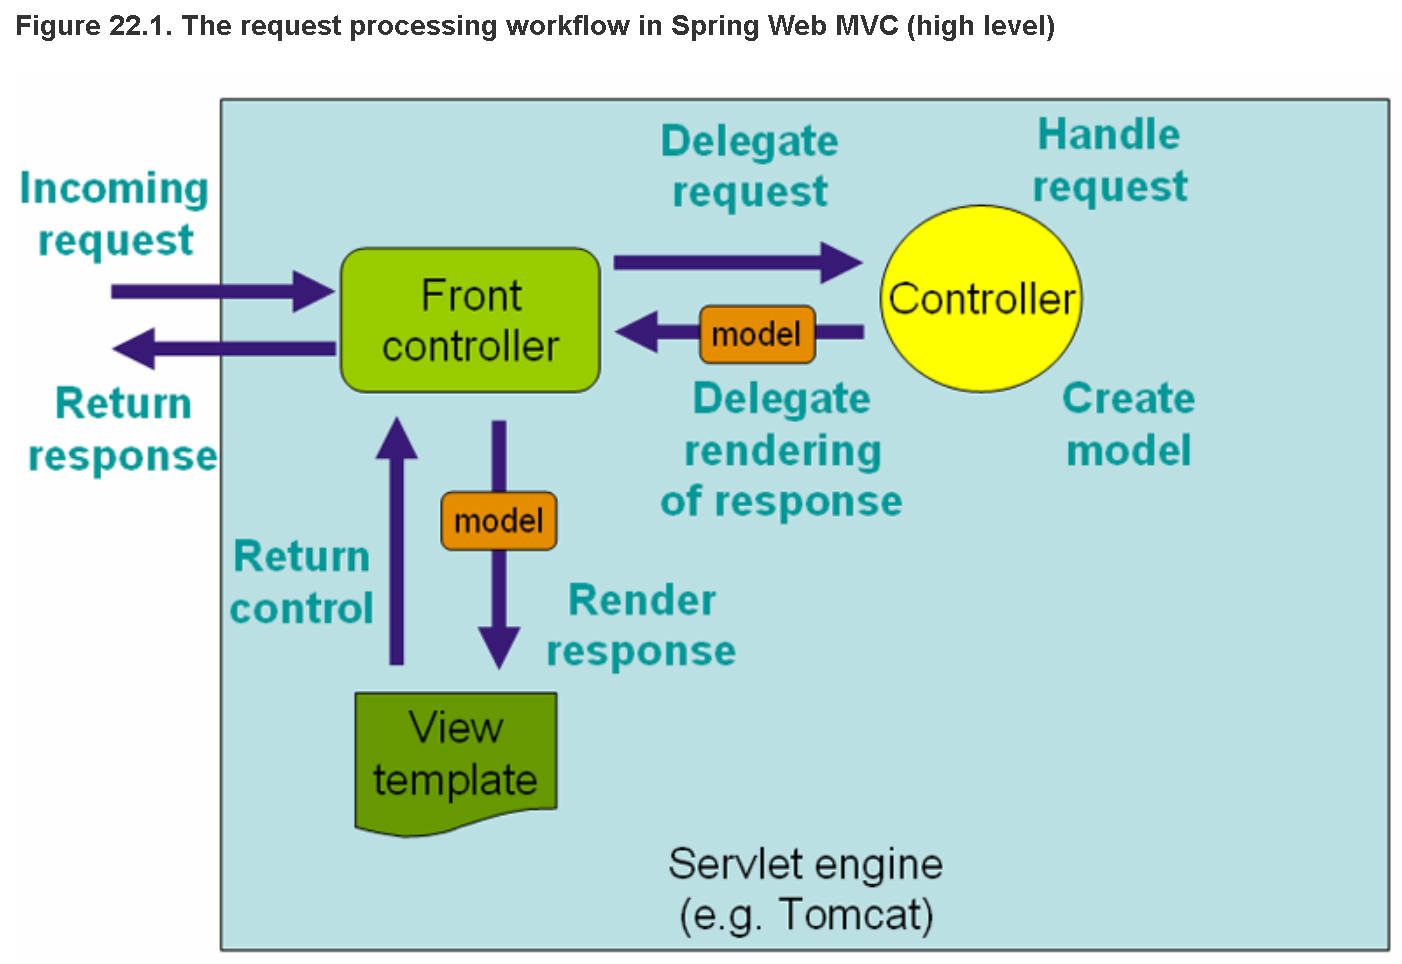 Figure 22.1. The request processing workflow in Spring Web MVC (high level)
Incoming
request
Return
response
Front
controller
Delegate
request
Handle
request
Controller
model
Delegate
rendering
of response
Create
model
Return
control
model
Render
response
View
template
Servlet engine
(e.g. Tomcat)